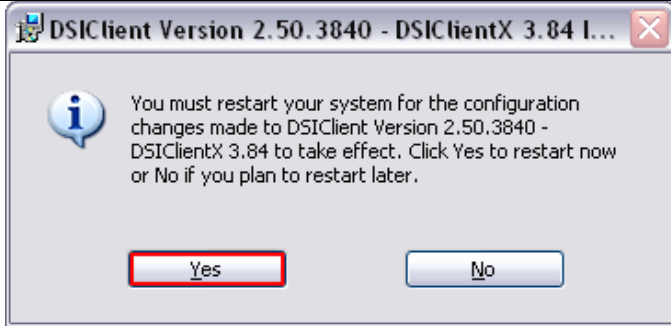 DSIClient Version 2.50.3840 - DSIClientX 3.84 I...
You must restart your system for the configuration
changes made to DSIClient Version 2.50.3840 -
DSIClientX 3.84 to take effect. Click Yes to restart now
or No if you plan to restart later.
Yes
No